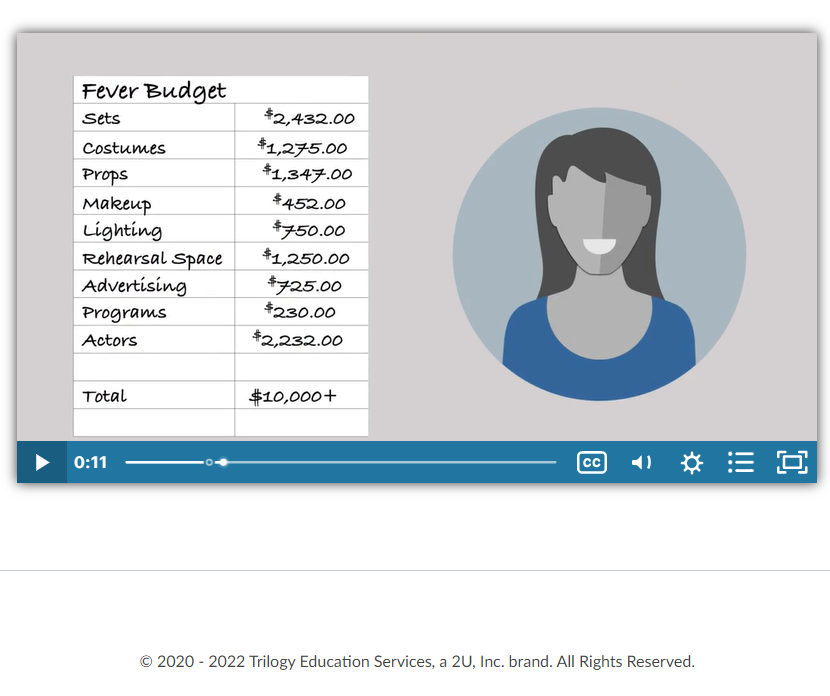 Fever Budget
Sets $2,432.00
Costumes $1,275.00
Props $1,347.00
Makeup $452.00
Lighting $750.00
Rehearsal Space $1,250.00
Advertising $725.00
Programs $230.00
Actors $2,232.00
Total $10,000+
0:11 CC
© 2020 - 2022 Trilogy Education Services, a 2U, Inc. brand. All Rights Reserved.